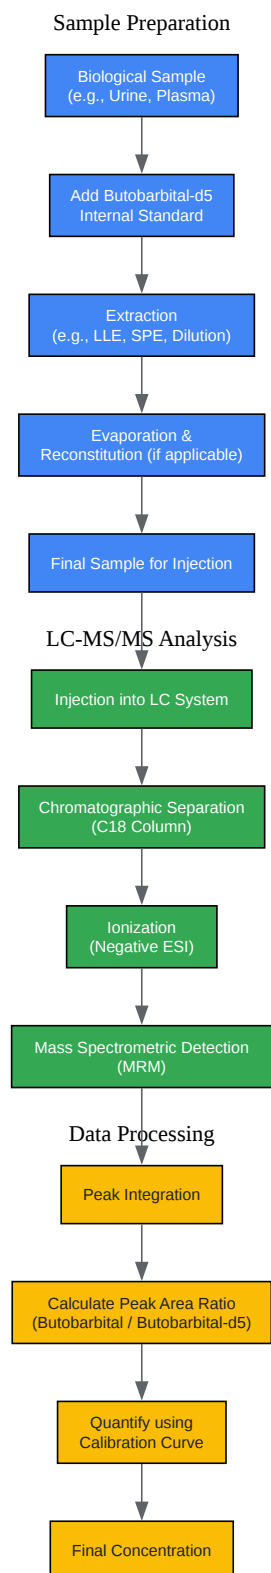 Sample Preparation
Biological Sample
(e.g., Urine, Plasma)
Add Butobarbital-d5
Internal Standard
Extraction
(e.g., LLE, SPE, Dilution)
Evaporation &
Reconstitution (if applicable)
Final Sample for Injection
LC-MS/MS Analysis
Injection into LC System
Chromatographic Separation
(C18 Column)
Ionization
(Negative ESI)
Mass Spectrometric Detection
(MRM)
Data Processing
Peak Integration
Calculate Peak Area Ratio
(Butobarbital / Butobarbital-d5)
Quantify using
Calibration Curve
Final Concentration